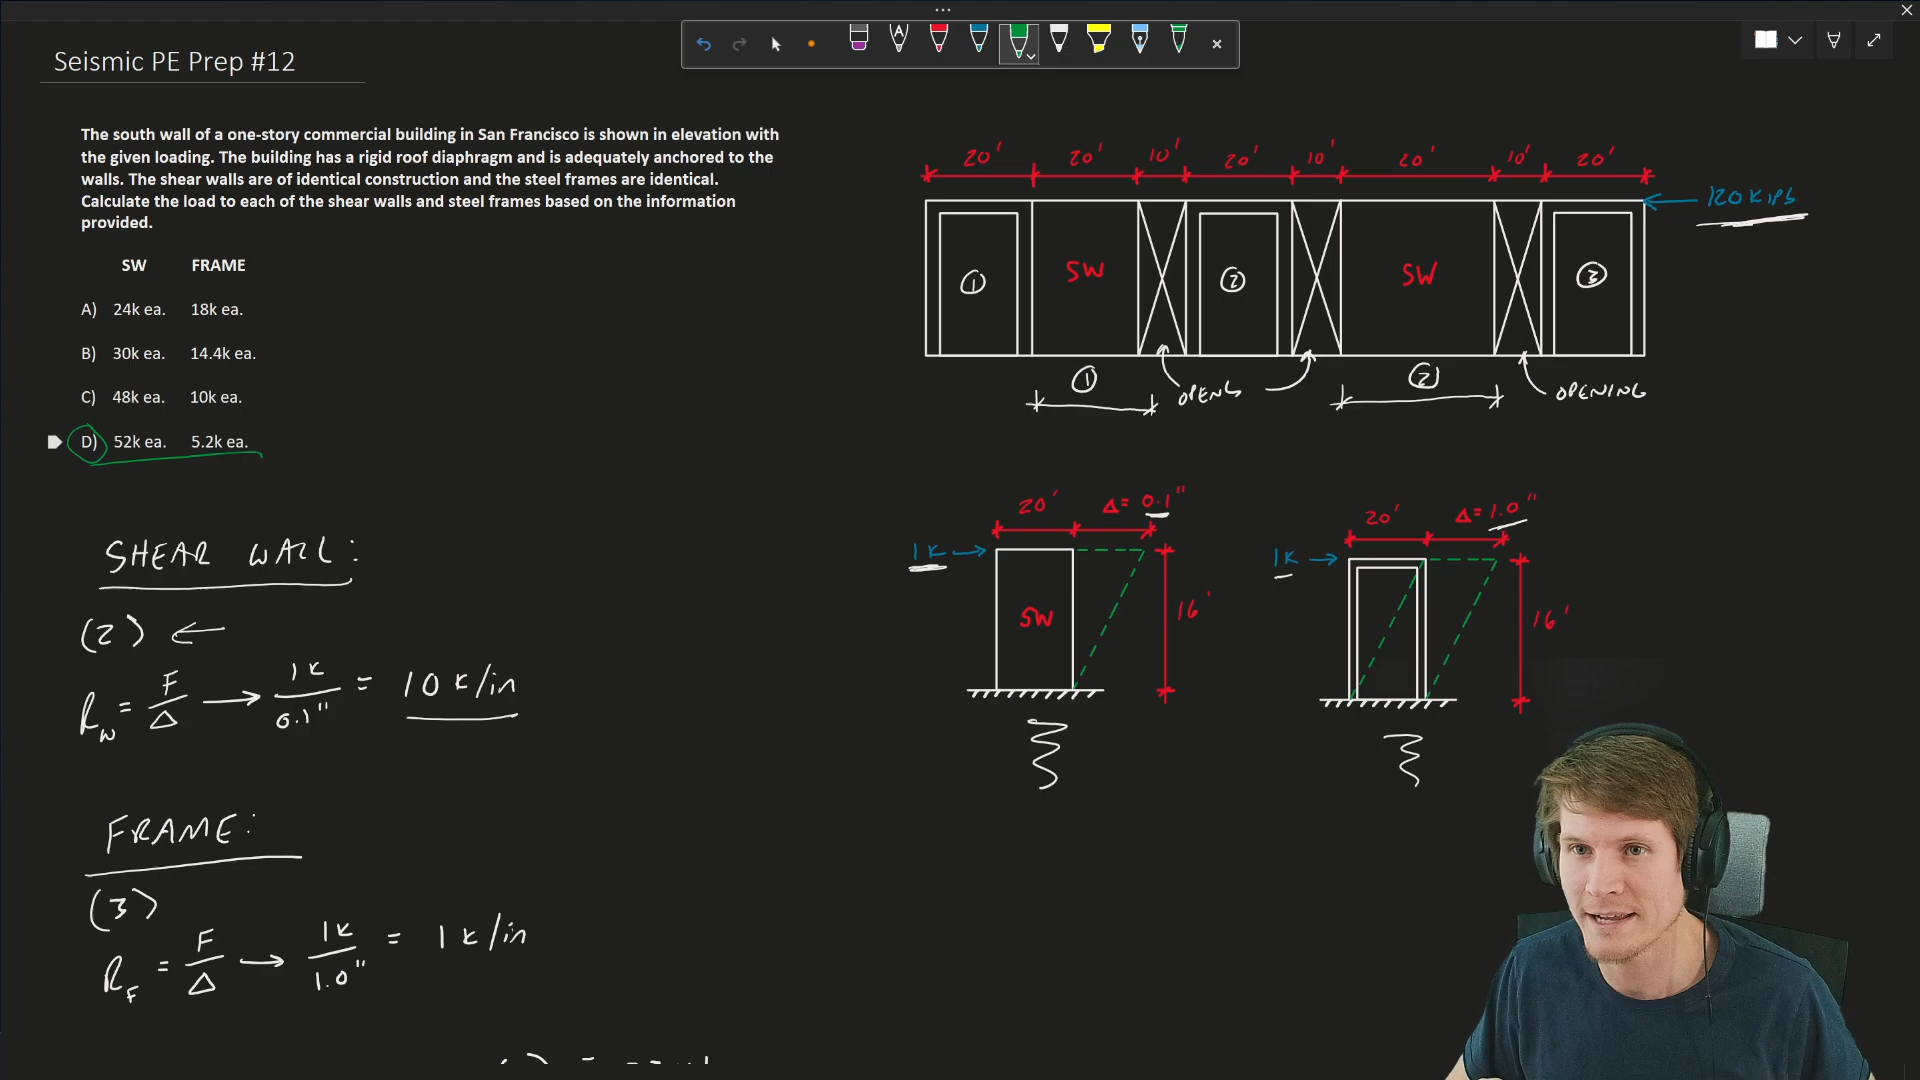 Seismic PE Prep #12
The south wall of a one-story commercial building in San Francisco is shown in elevation with
the given loading. The building has a rigid roof diaphragm and is adequately anchored to the
walls. The shear walls are of identical construction and the steel frames are identical.
Calculate the load to each of the shear walls and steel frames based on the information
provided.
SW FRAME
A) 24k ea. 18k ea.
B) 30k ea. 14.4k ea.
C) 48k ea. 10k ea.
D) 52k ea. 5.2k ea.
SHEAR WALL:
(2) ←
Rw = F/Δ → 1K/0.1" = 10 K/in
FRAME:
(3)
RF = F/Δ → 1K/1.0" = 1 K/in
20' 20' 10' 20' 10' 20' 10' 20'
120 KIPS
① SW ② SW ③
① ②
OPENG OPENING
20' Δ= 0.1"
1K
SW
16'
20' Δ= 1.0"
1K
16'